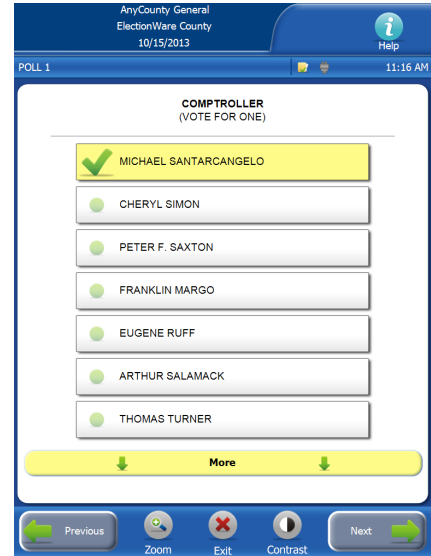 AnyCounty General
ElectionWare County
10/15/2013
Help
POLL 1
11:16 AM
COMPTROLLER
(VOTE FOR ONE)
MICHAEL SANTARCANGELO
CHERYL SIMON
PETER F. SAXTON
FRANKLIN MARGO
EUGENE RUFF
ARTHUR SALAMACK
THOMAS TURNER
More
Previous
Zoom
Exit
Contrast
Next